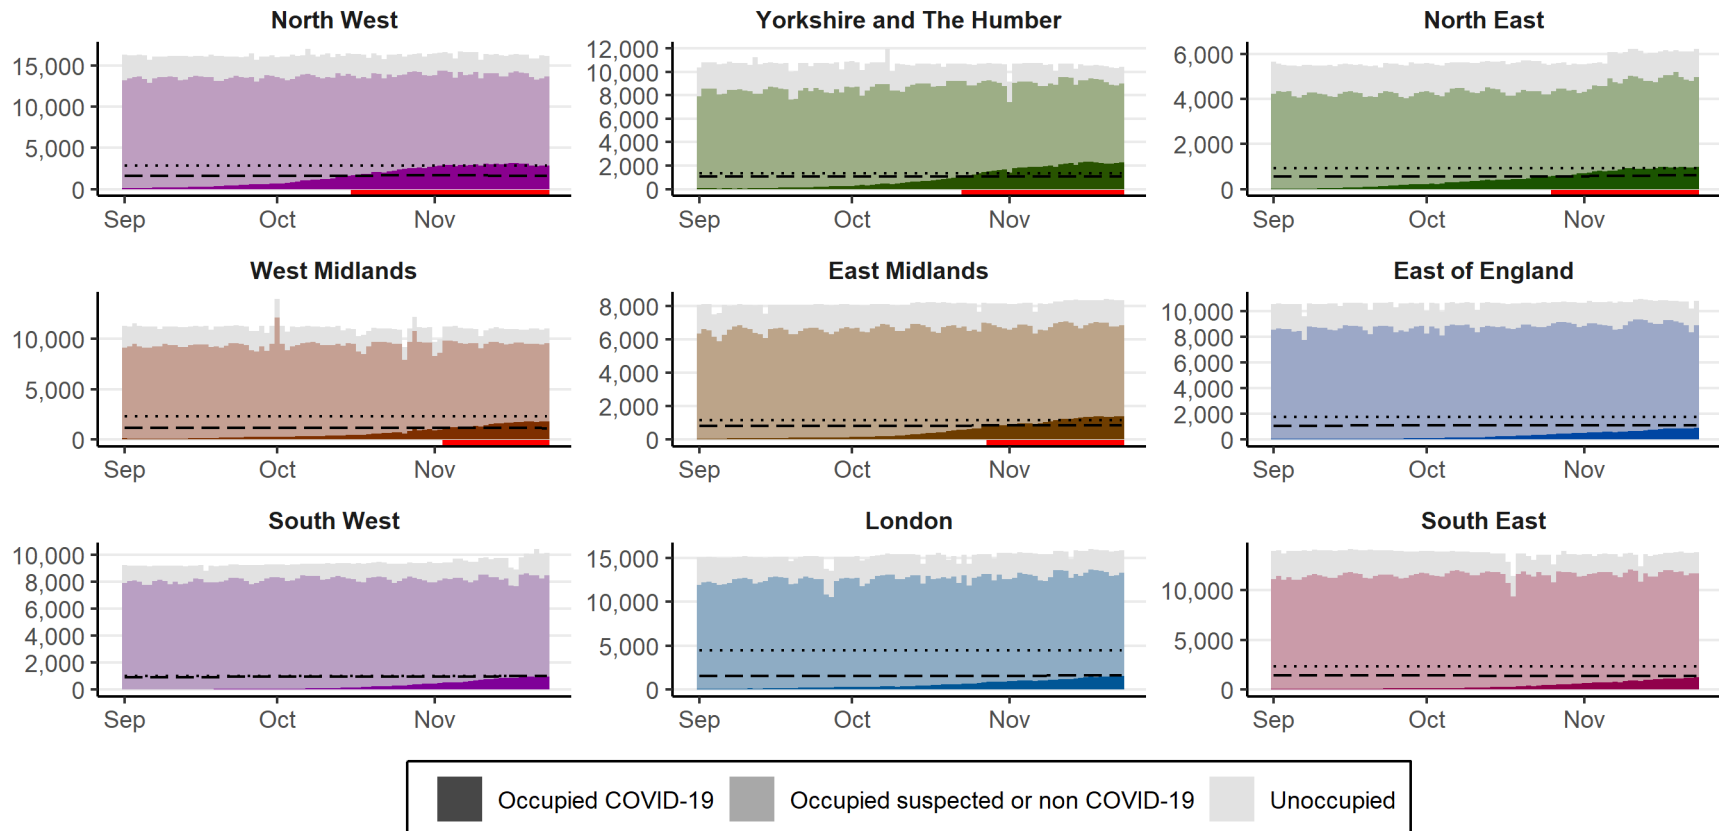 North West
Yorkshire and The Humber
North East
15,000
10,000
5,000
0
Sep
Oct
Nov
12,000
10,000
8,000
6,000
4,000
2,000
0
Sep
Oct
Nov
6,000
4,000
2,000
0
Sep
Oct
Nov
West Midlands
East Midlands
East of England
10,000
5,000
0
Sep
Oct
Nov
8,000
6,000
4,000
2,000
0
Sep
Oct
Nov
10,000
8,000
6,000
4,000
2,000
0
Sep
Oct
Nov
South West
London
South East
10,000
8,000
6,000
4,000
2,000
0
Sep
Oct
Nov
15,000
10,000
5,000
0
Sep
Oct
Nov
10,000
5,000
0
Sep
Oct
Nov
Occupied COVID-19
Occupied suspected or non COVID-19
Unoccupied